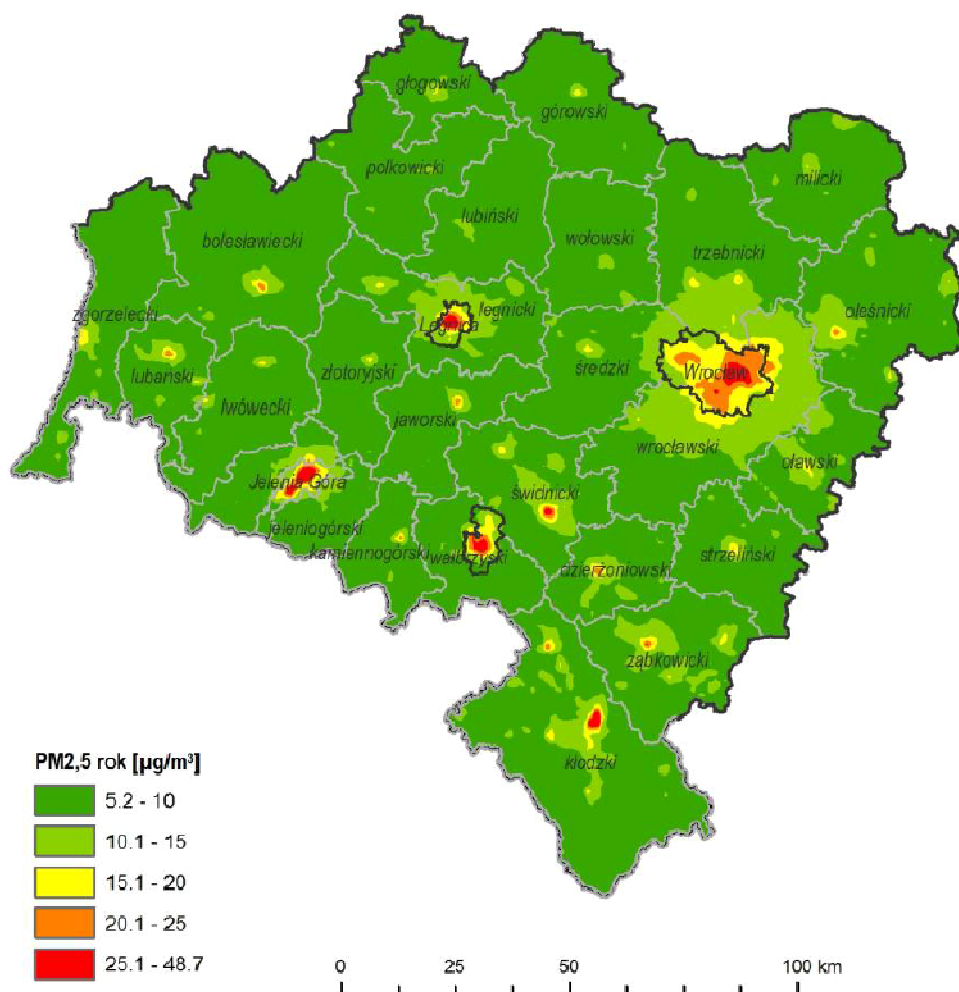 głogowski
górowski
polkowicki
milicki
lubiński
bolesławiecki
wołowski
trzebnicki
zgorzelecki
legnicki
oleśnicki
Legnica
lubański
złotoryjski
średzki
Wrocław
lwówecki
jaworski
wrocławski
oławski
Jelenia Góra
świdnicki
jeleniogórski
kamiennogórski
wałbrzyski
dzierżoniowski
strzeliński
ząbkowicki
kłodzki
PM2,5 rok [µg/m³]
5.2 - 10
10.1 - 15
15.1 - 20
20.1 - 25
25.1 - 48.7
0 25 50 100 km